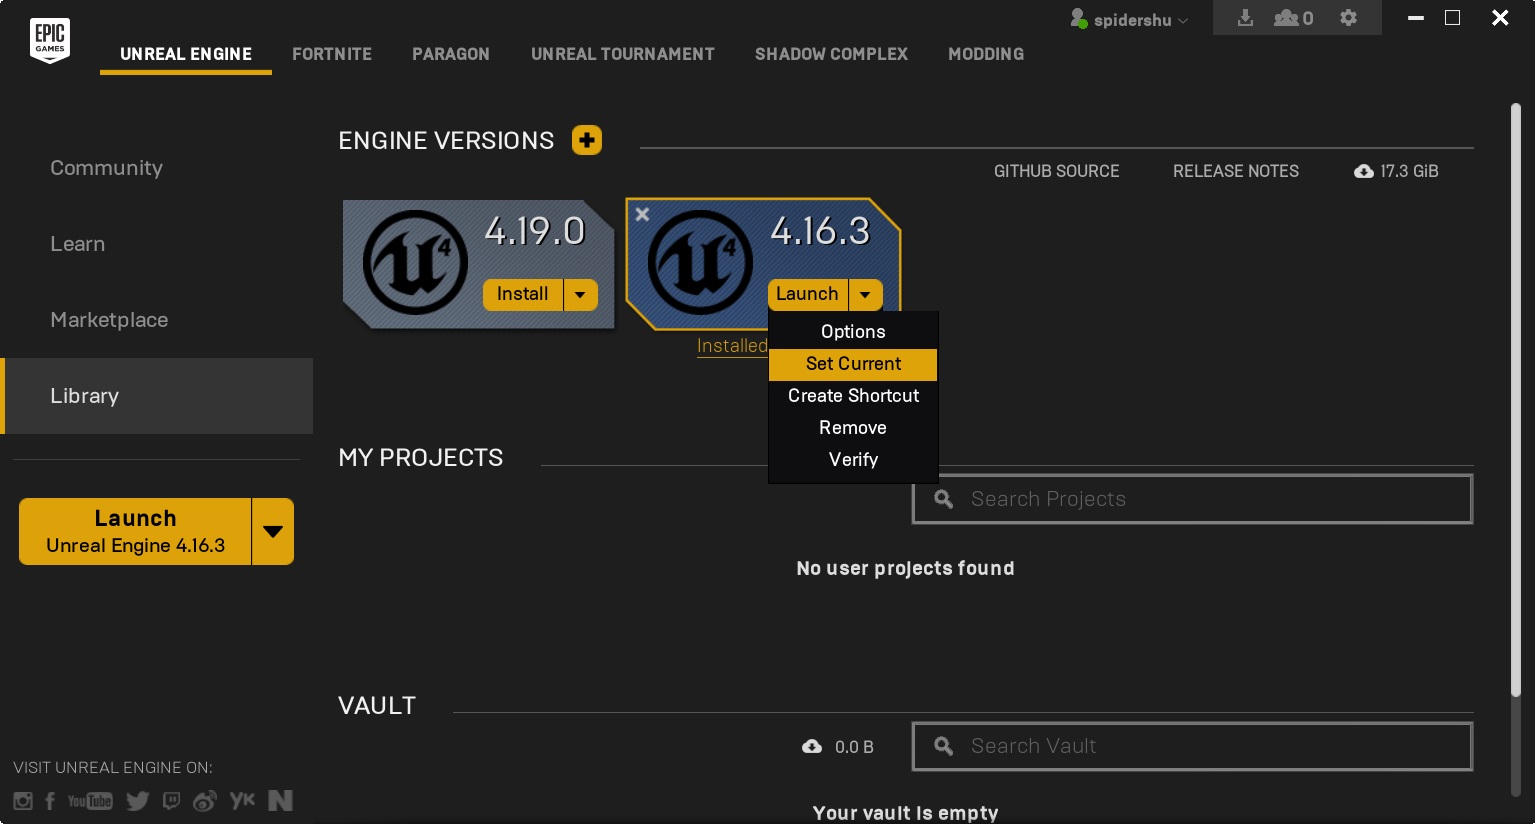 EPIC
GAMES
spidershu
0
UNREAL ENGINE
FORTNITE
PARAGON
UNREAL TOURNAMENT
SHADOW COMPLEX
MODDING
Community
Learn
Marketplace
Library
Launch
Unreal Engine 4.16.3
VISIT UNREAL ENGINE ON:
You Tube
ENGINE VERSIONS
GITHUB SOURCE
RELEASE NOTES
17.3 GiB
4.19.0
Install
4.16.3
Launch
Installed
Options
Set Current
Create Shortcut
Remove
Verify
MY PROJECTS
Search Projects
No user projects found
VAULT
0.0 B
Search Vault
Your vault is empty